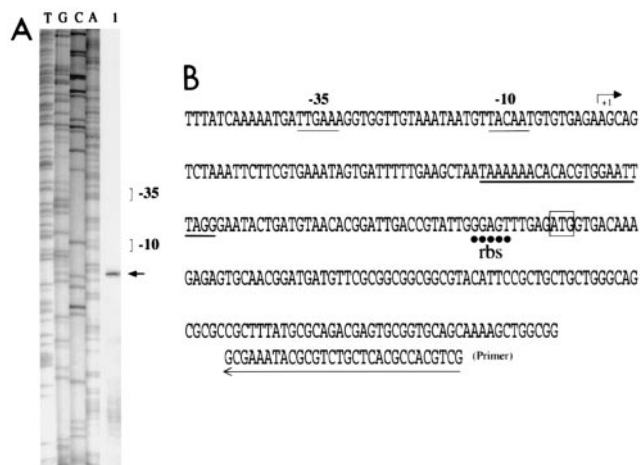 A
T G C A 1
-35
-10
B
-35 -10 +1
TTTATCAAAAATGATTGAAAGGTGGTTGTAAATAATGTTACAATGTGTGAGAAGCAG
TCTAAATTCTTCGTGAAATAGTGATTTTTGAAGCTAATAAAAAACACACGTGGAATT
TAGGGAATACTGATGTAACACGGATTGACCGTATTGGGAGTTTGAGATGGTGACAAA
rbs
GAGAGTGCAACGGATGATGTTCGCGGCGGCGGCGTACATTCCGCTGCTGCTGGGCAG
CGCGCCGCTTTATGCGCAGACGAGTGCGGTGCAGCAAAAGCTGGCGG
GCGAAATACGCGTCTGCTCACGCCACGTCG (Primer)